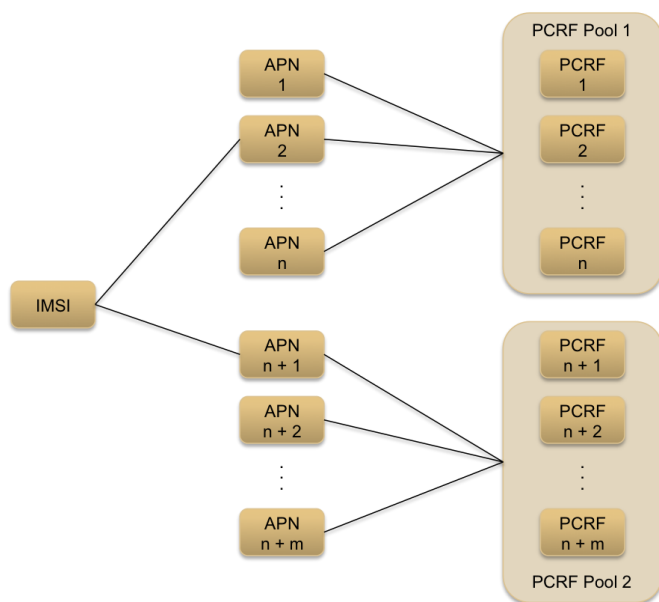 PCRF Pool 1
APN
1
PCRF
1
APN
2
PCRF
2
. . .
. . .
APN
n
PCRF
n
IMSI
APN
n + 1
PCRF
n + 1
APN
n + 2
PCRF
n + 2
. . .
. . .
APN
n + m
PCRF
n + m
PCRF Pool 2